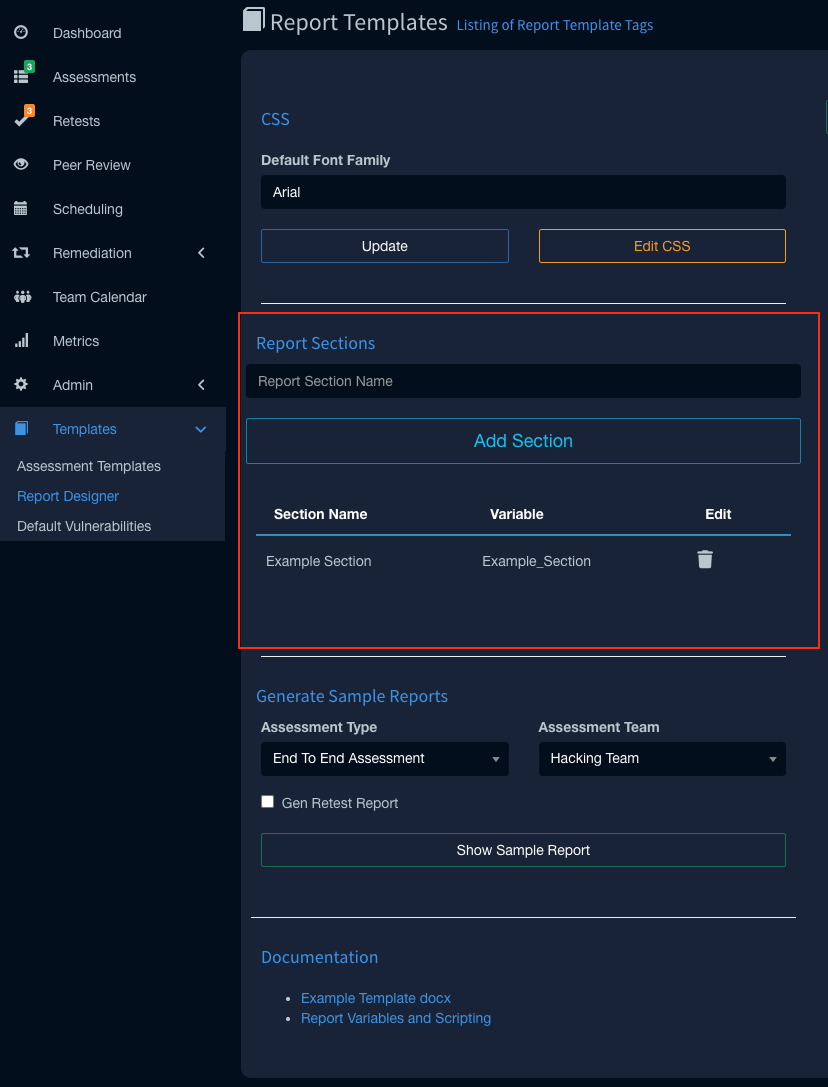 Dashboard
3
Assessments
3
Retests
Peer Review
Scheduling
Remediation
Team Calendar
Metrics
Admin
Templates
Assessment Templates
Report Designer
Default Vulnerabilities
Report Templates Listing of Report Template Tags
CSS
Default Font Family
Arial
Update Edit CSS
Report Sections
Report Section Name
Add Section
Section Name Variable Edit
Example Section Example_Section
Generate Sample Reports
Assessment Type Assessment Team
End To End Assessment Hacking Team
Gen Retest Report
Show Sample Report
Documentation
Example Template docx
Report Variables and Scripting